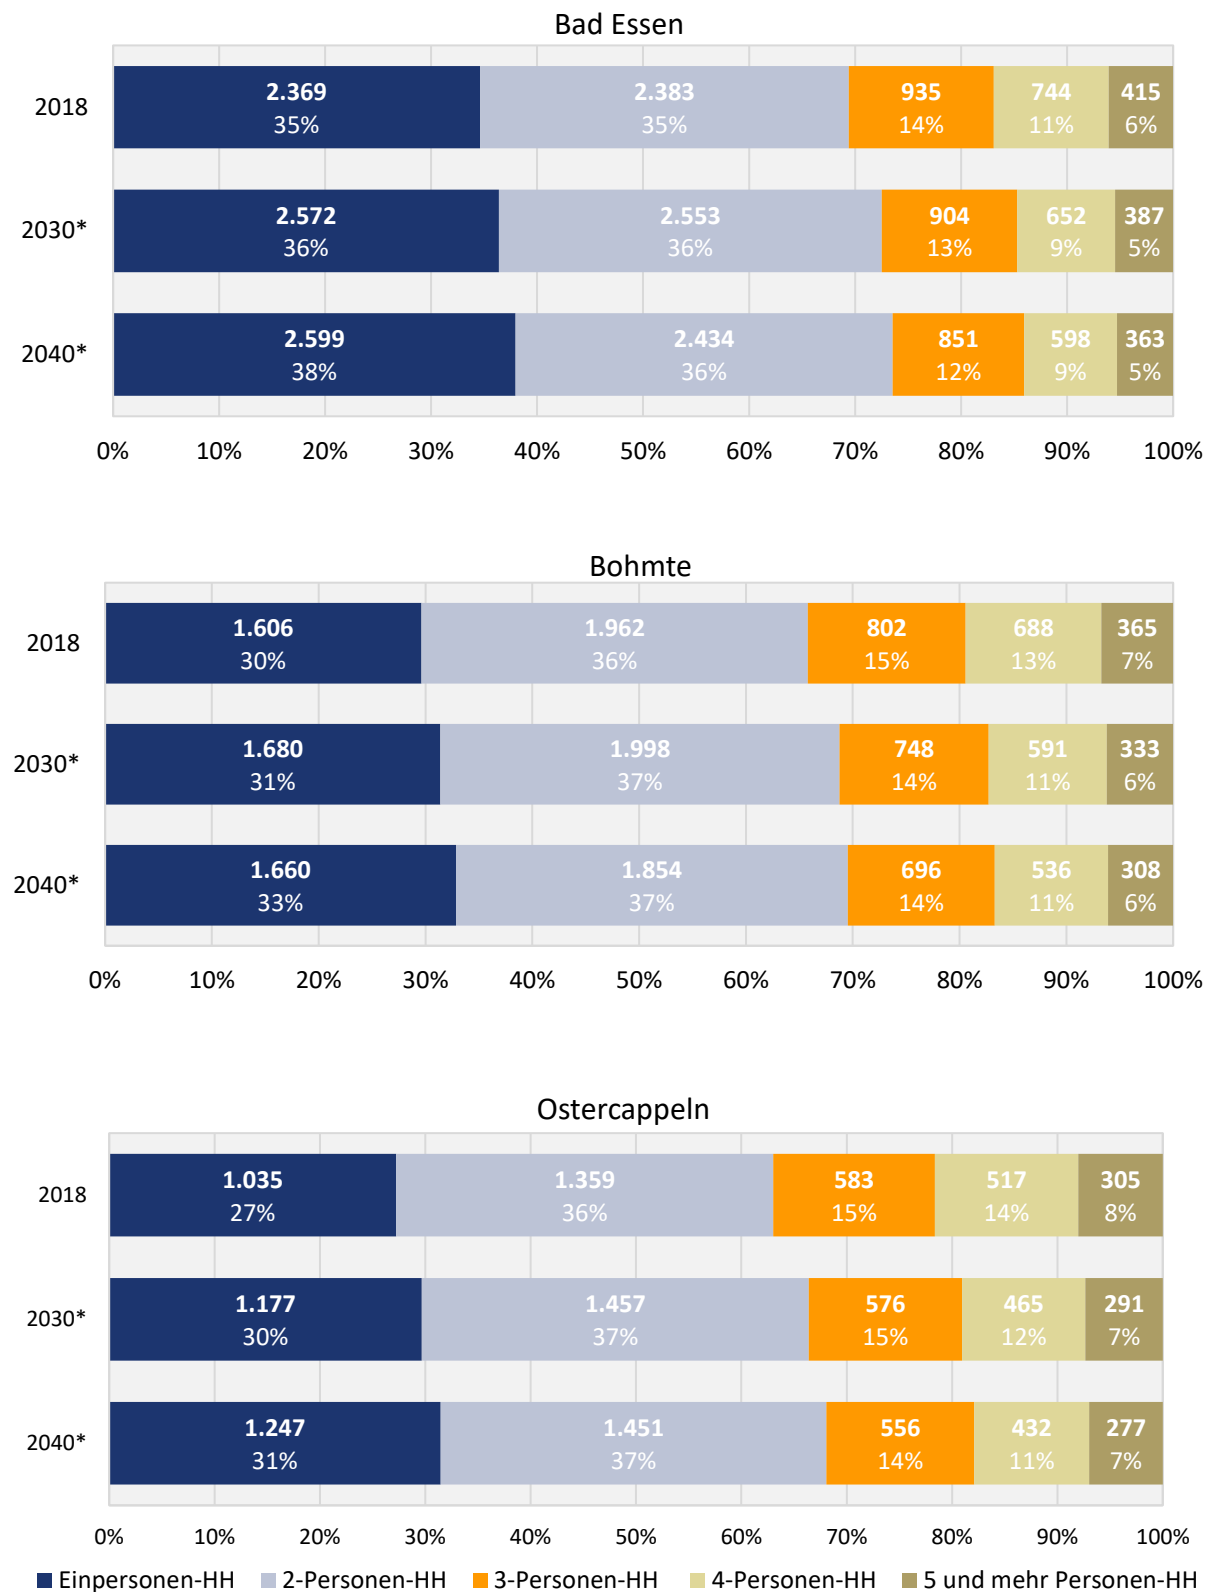 Bad Essen
2018
2.369 2.383 935 744 415
35% 35% 14% 11% 6%
2030*
2.572 2.553 904 652 387
36% 36% 13% 9% 5%
2040*
2.599 2.434 851 598 363
38% 36% 12% 9% 5%
0% 10% 20% 30% 40% 50% 60% 70% 80% 90% 100%
Bohmte
2018
1.606 1.962 802 688 365
30% 36% 15% 13% 7%
2030*
1.680 1.998 748 591 333
31% 37% 14% 11% 6%
2040*
1.660 1.854 696 536 308
33% 37% 14% 11% 6%
0% 10% 20% 30% 40% 50% 60% 70% 80% 90% 100%
Ostercappeln
2018
1.035 1.359 583 517 305
27% 36% 15% 14% 8%
2030*
1.177 1.457 576 465 291
30% 37% 15% 12% 7%
2040*
1.247 1.451 556 432 277
31% 37% 14% 11% 7%
0% 10% 20% 30% 40% 50% 60% 70% 80% 90% 100%
Einpersonen-HH 2-Personen-HH 3-Personen-HH 4-Personen-HH 5 und mehr Personen-HH